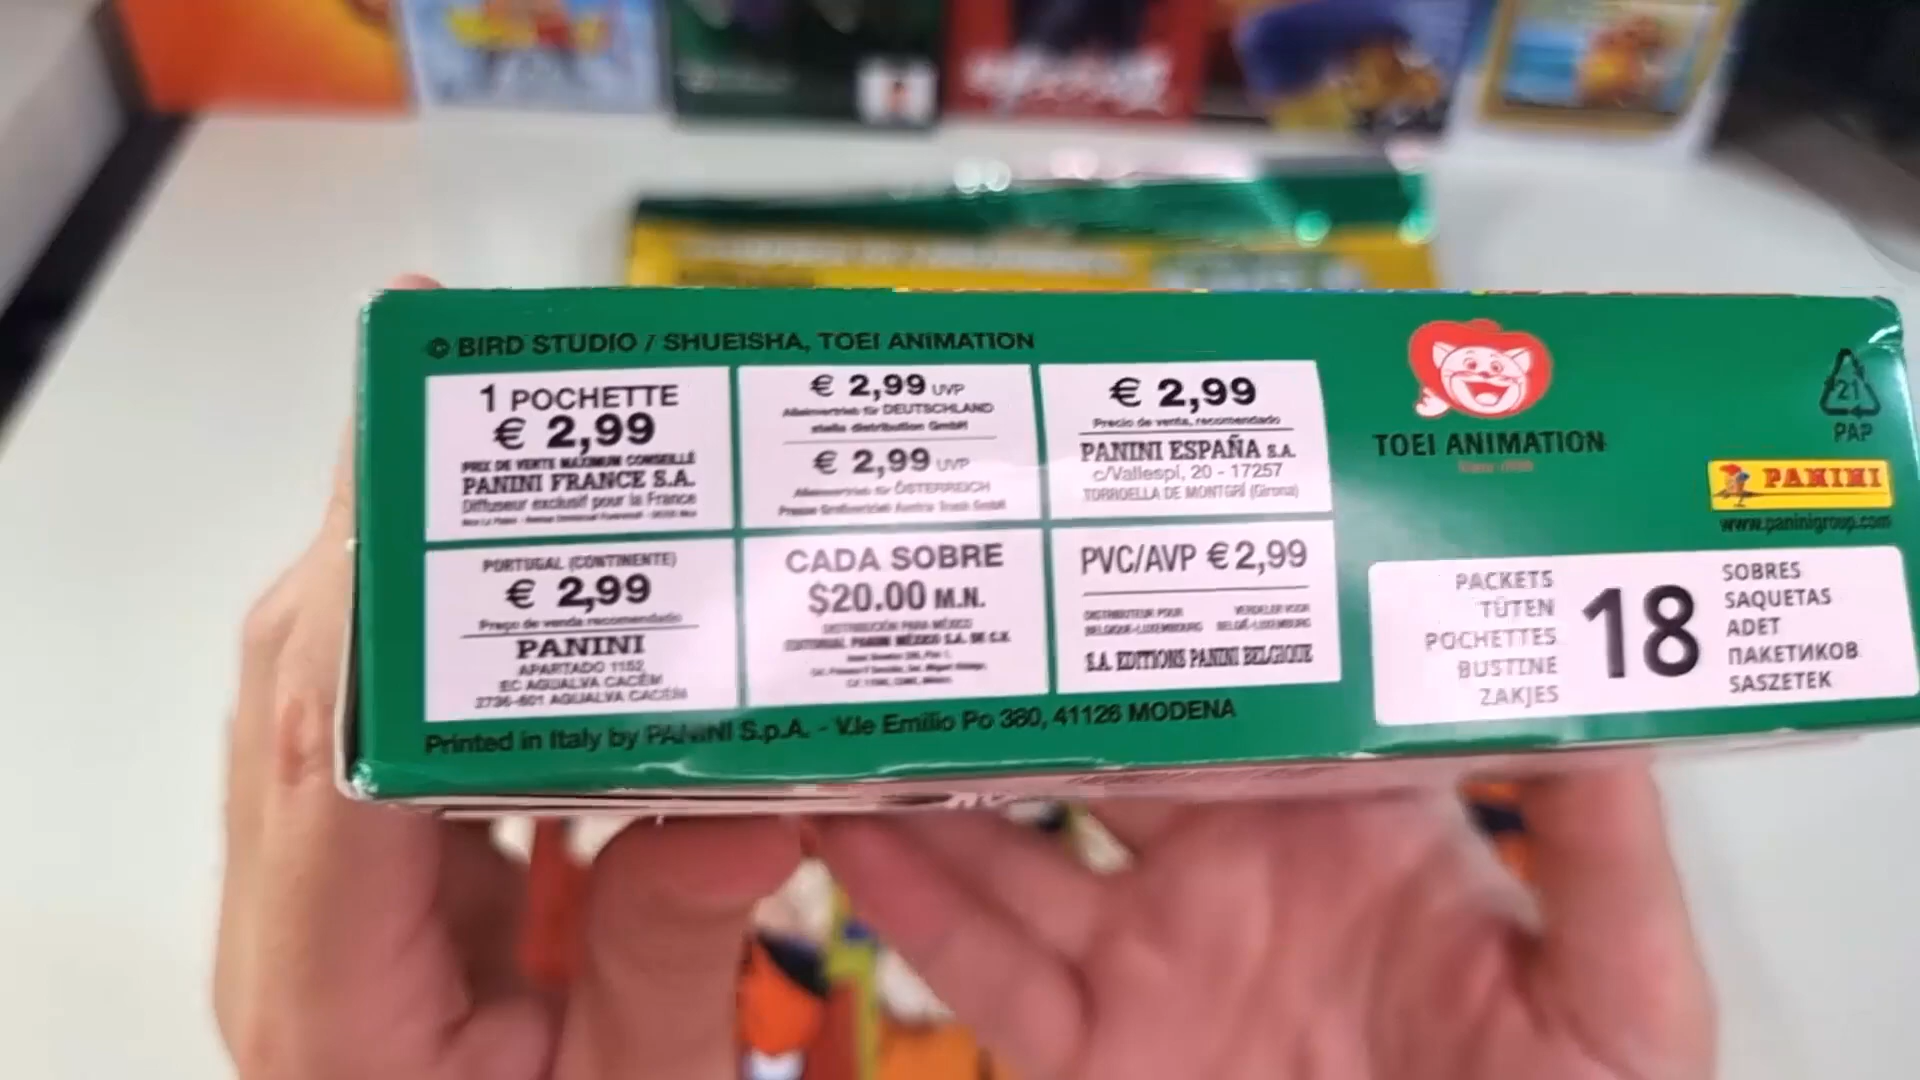 © BIRD STUDIO / SHUEISHA, TOEI ANIMATION
1 POCHETTE
€ 2,99
PRIX DE VENTE MAXIMUM CONSEILLÉ
PANINI FRANCE S.A.
Diffuseur exclusif pour la France
€ 2,99 UVP
Alleinvertrieb für DEUTSCHLAND
stella distribution GmbH
€ 2,99 UVP
Alleinvertrieb für ÖSTERREICH
€ 2,99
Precio de venta, recomendado
PANINI ESPAÑA S.A.
c/Vallespí, 20 - 17257
TORROELLA DE MONTGRÍ (Girona)
PORTUGAL (CONTINENTE)
€ 2,99
Preço de venda recomendado
PANINI
APARTADO 1152
EC AGUALVA CACÉM
2736-601 AGUALVA CACÉM
CADA SOBRE
$20.00 M.N.
DISTRIBUCIÓN PARA MÉXICO
EDITORIAL PANINI MÉXICO S.A. DE C.V.
PVC/AVP € 2,99
DISTRIBUTEUR POUR
BELGIQUE-LUXEMBOURG
VERDELER VOOR
BELGIË-LUXEMBURG
S.A. EDITIONS PANINI BELGIQUE
Printed in Italy by PANINI S.p.A. - V.le Emilio Po 380, 41126 MODENA
TOEI ANIMATION
21
PAP
PANINI
www.paninigroup.com
PACKETS
TÜTEN
POCHETTES
BUSTINE
ZAKJES
18
SOBRES
SAQUETAS
ADET
ПАКЕТИКОВ
SASZETEK